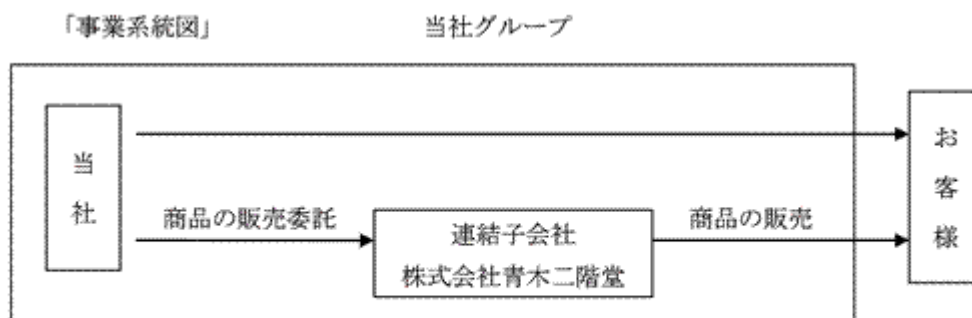 「事業系統図」
当社グループ
当社
商品の販売委託
連結子会社
株式会社青木二階堂
商品の販売
お客様